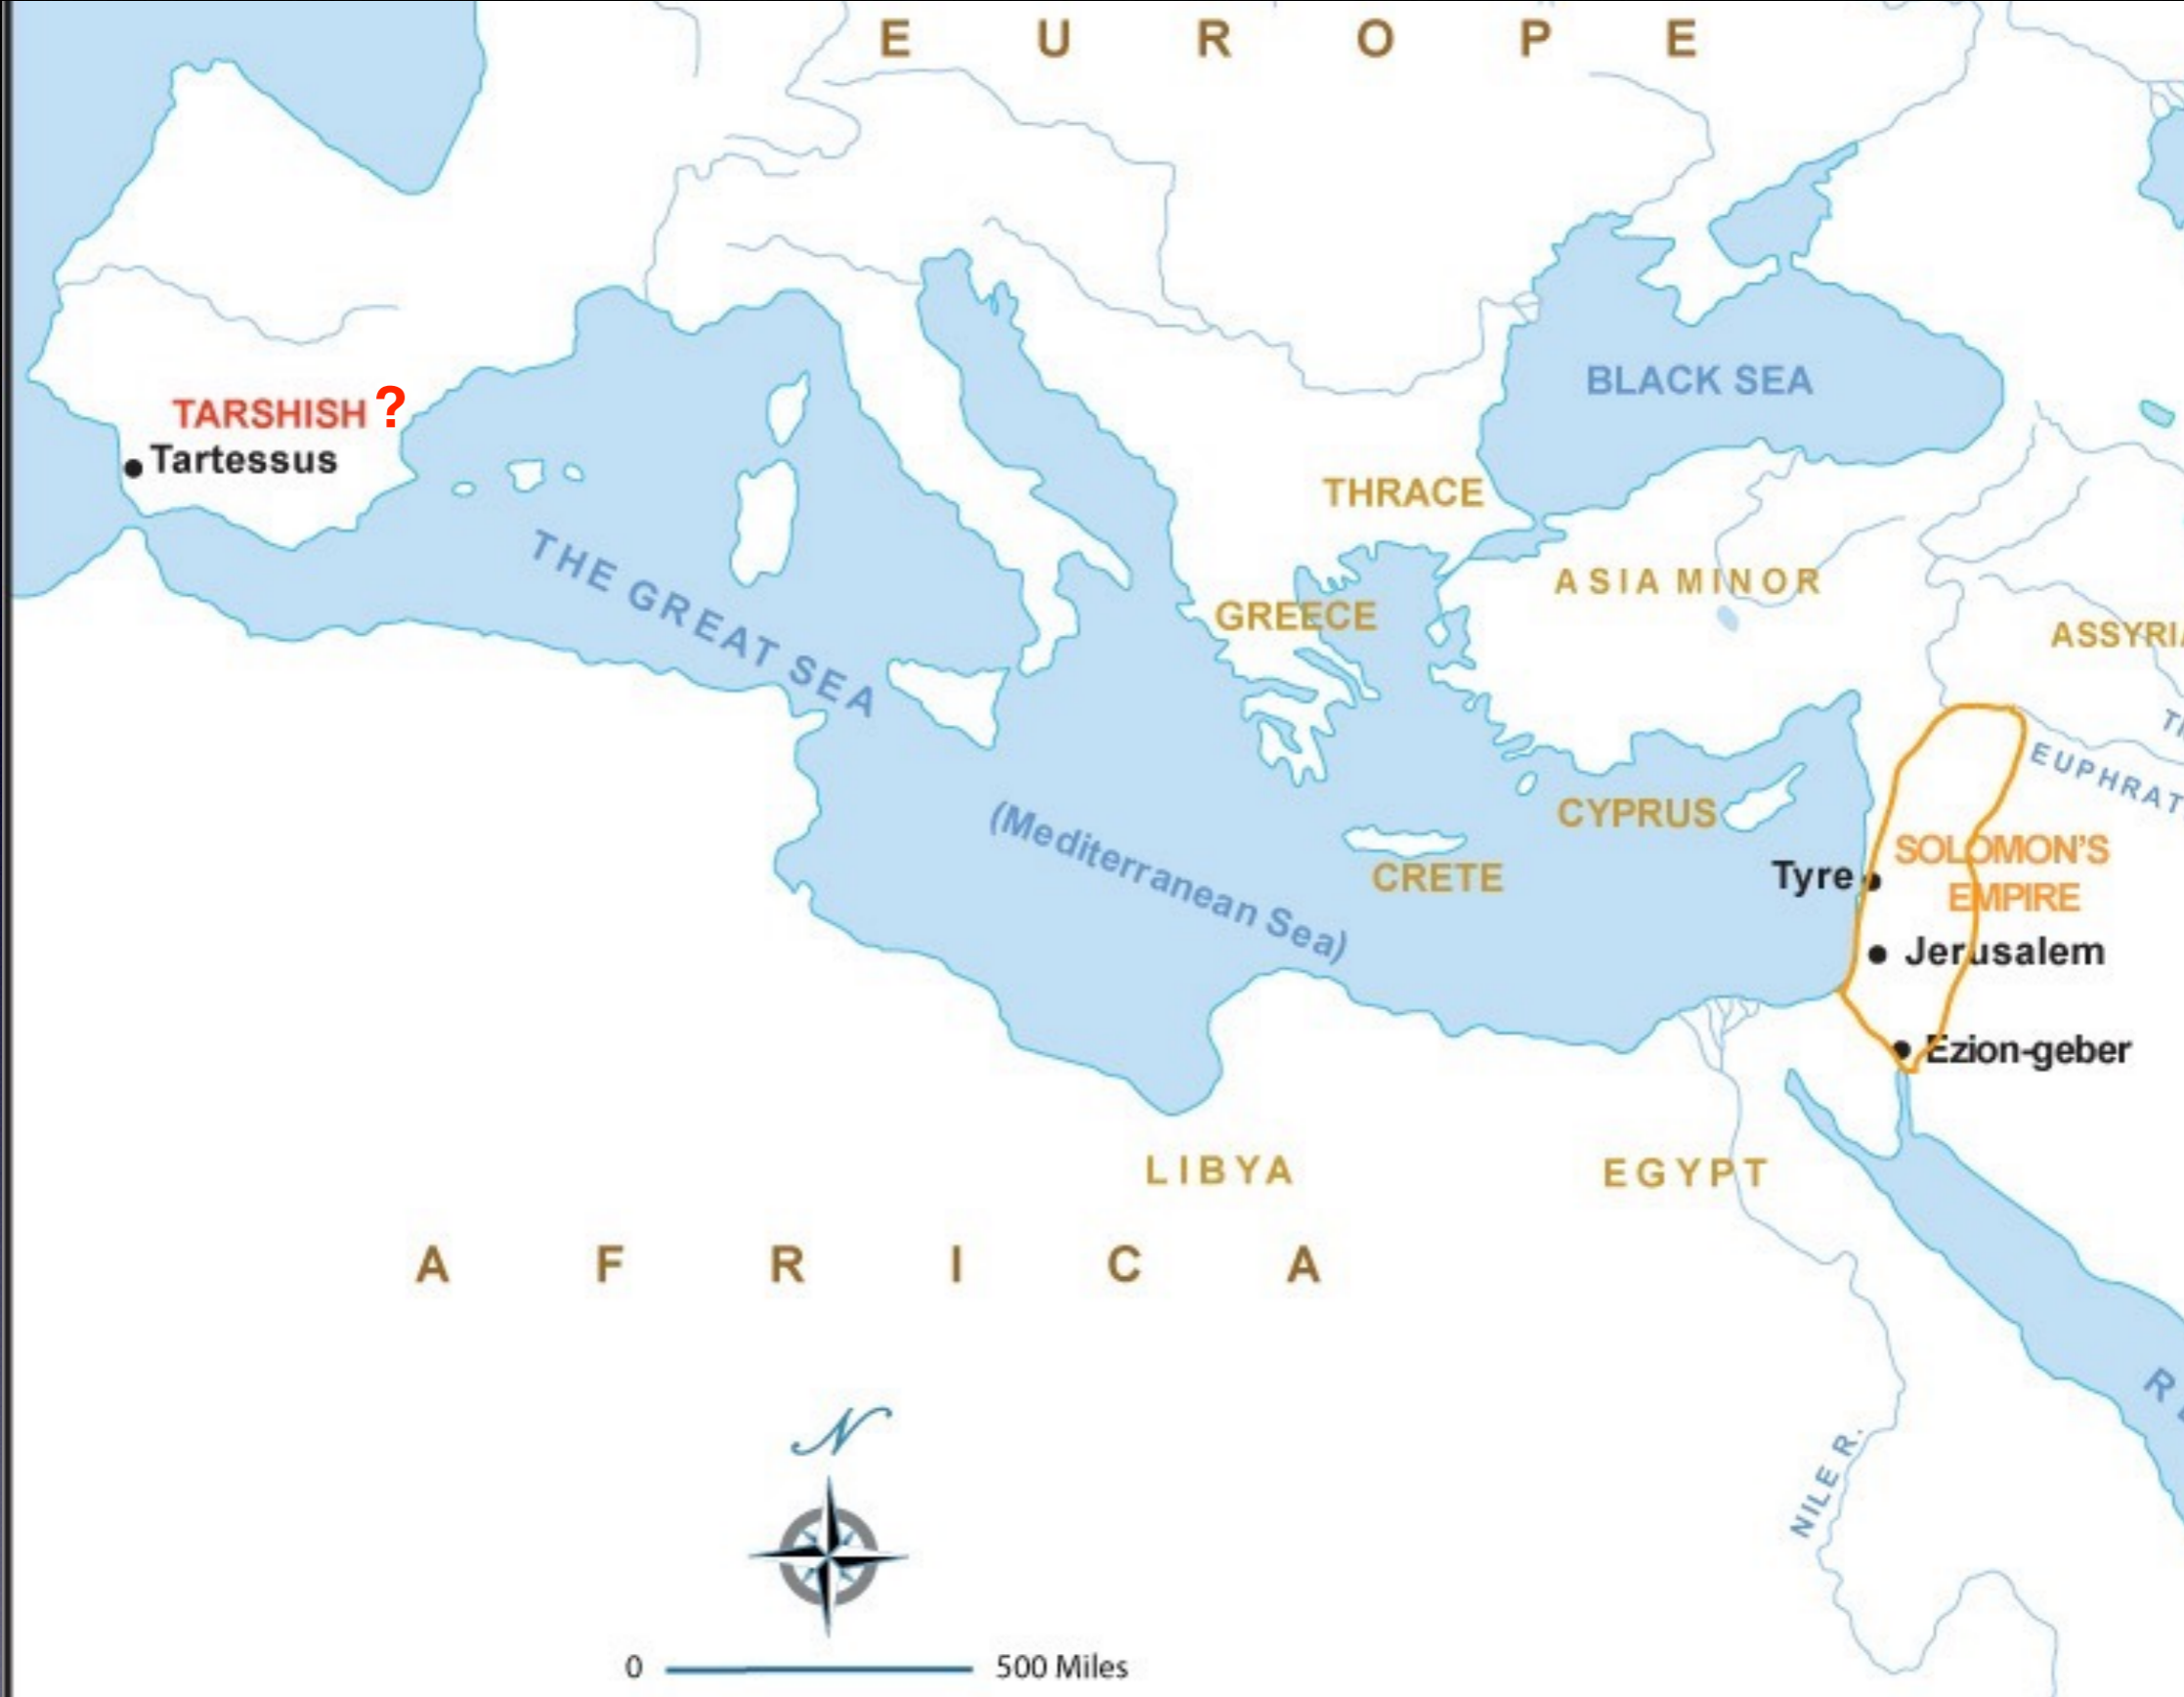 E U R O P E
BLACK SEA
TARSHISH ?
Tartessus
THRACE
THE GREAT SEA
ASIA MINOR
GREECE
ASSYRIA
EUPHRAT
(Mediterranean Sea)
CYPRUS
CRETE
SOLOMON'S
EMPIRE
Tyre
Jerusalem
Ezion-geber
LIBYA
EGYPT
A F R I C A
N
NILE R.
0 500 Miles